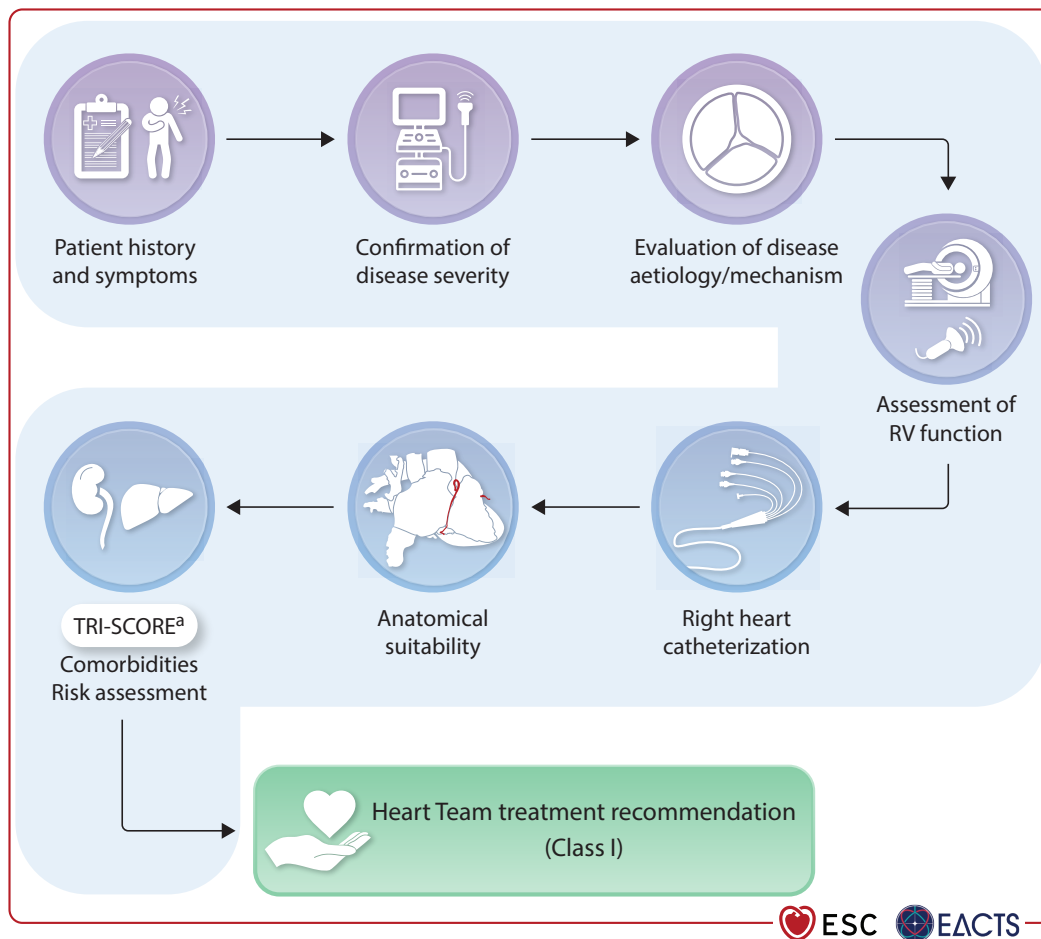 Patient history
and symptoms
Confirmation of
disease severity
Evaluation of disease
aetiology/mechanism
Assessment of
RV function
Right heart
catheterization
Anatomical
suitability
TRI-SCOREᵃ
Comorbidities
Risk assessment
Heart Team treatment recommendation
(Class I)
ESC
EACTS